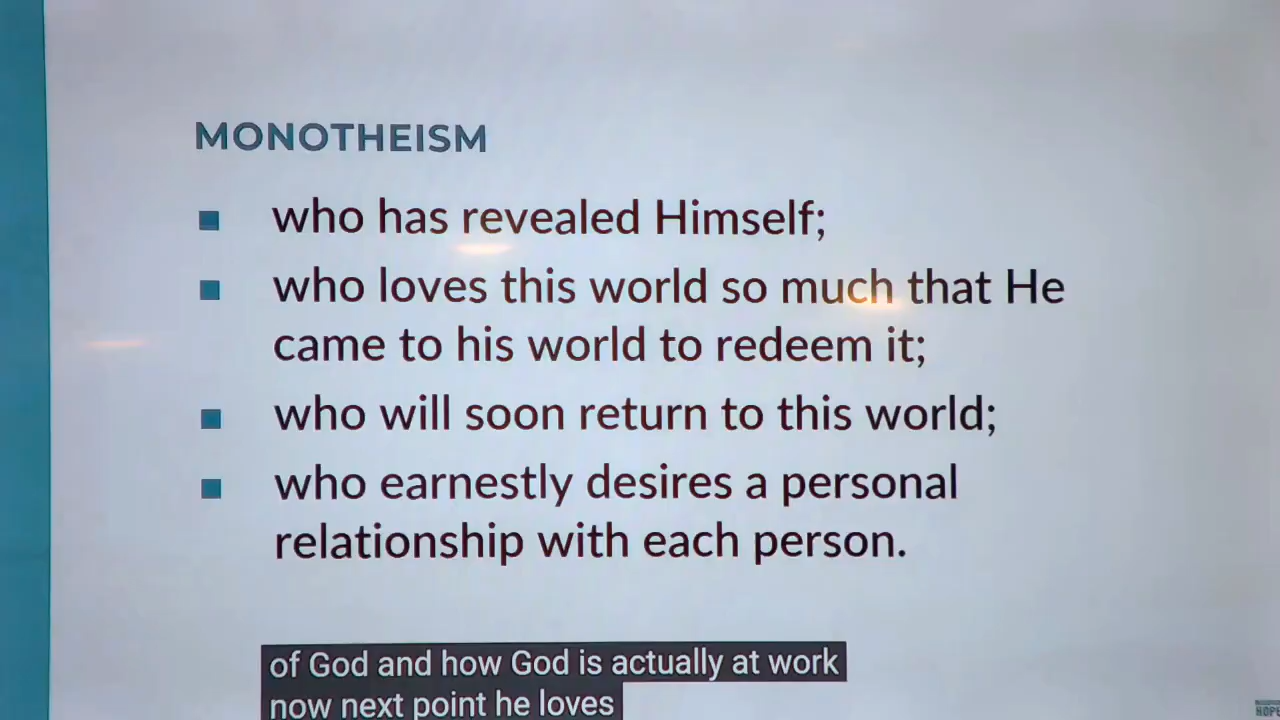 MONOTHEISM
who has revealed Himself;
who loves this world so much that He
came to his world to redeem it;
who will soon return to this world;
who earnestly desires a personal
relationship with each person.
of God and how God is actually at work
now next point he loves
HOPE